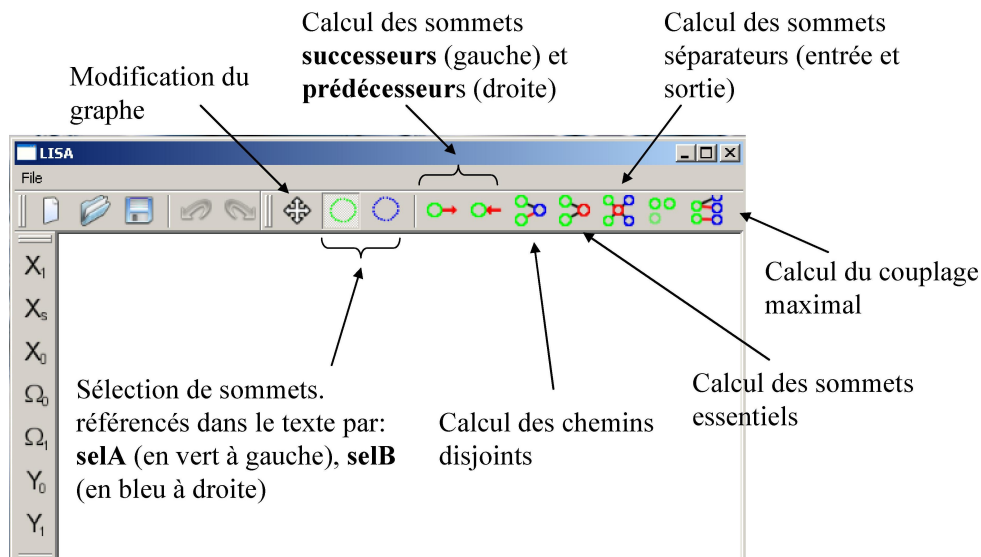 Calcul des sommets
successeurs (gauche) et
prédécesseurs (droite)
Calcul des sommets
séparateurs (entrée et
sortie)
Modification du
graphe
LISA
File
X1
Xs
X0
Ω0
Ω1
Y0
Y1
Calcul du couplage
maximal
Sélection de sommets.
référencés dans le texte par:
selA (en vert à gauche), selB
(en bleu à droite)
Calcul des chemins
disjoints
Calcul des sommets
essentiels